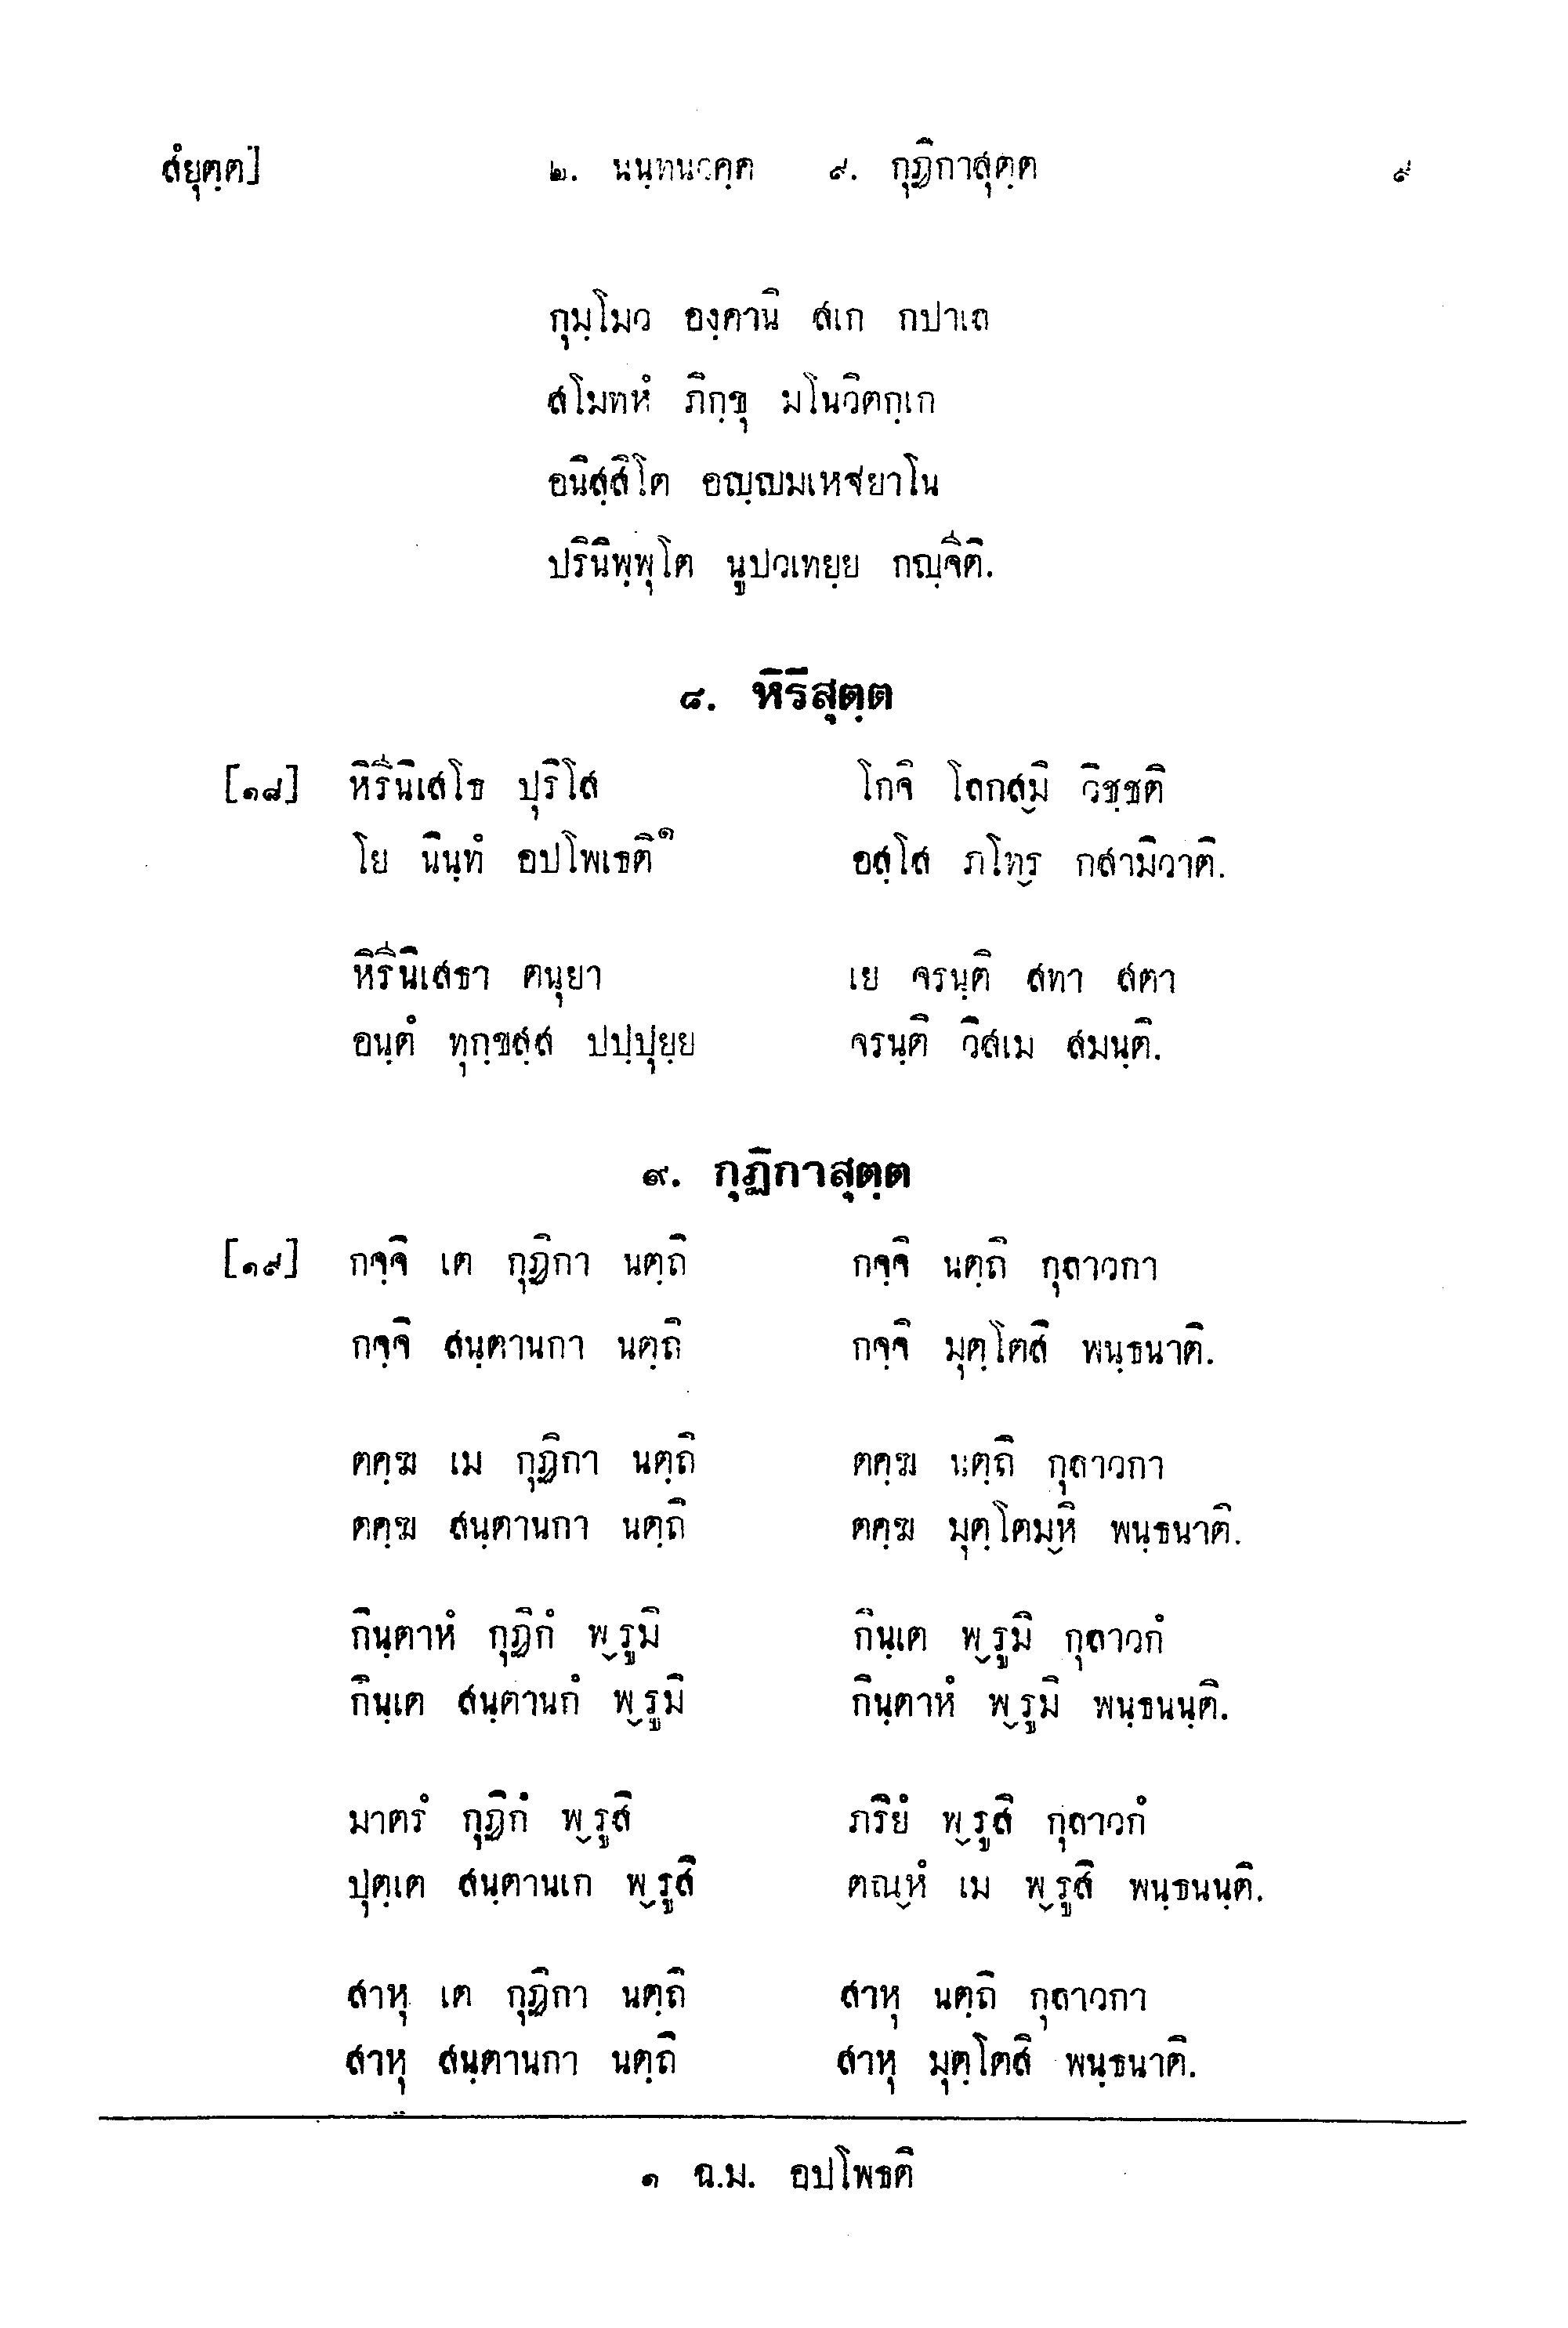 สํยุตฺต] ๒. นนฺทนวคฺค ๙. กุฏิกาสุตฺต ๙
กุมฺโมว องฺคานิ สเก กปาเล
สโมทหํ ภิกฺขุ มโนวิตกฺเก
อนิสฺสิโต อญฺญมเหฐยาโน
ปรินิพฺพุโต นูปวเทยฺย กญฺจีติ.
๘. หิรีสุตฺต
[๑๘] หิรีนิเสโธ ปุริโส โกจิ โลกสฺมิ วิชฺชติ
โย นินฺทํ อปโพเธติ๑ อสฺโส ภโทฺร กสามิวาติ.
หิรีนิเสธา ตนุยา เย จรนฺติ สทา สตา
อนฺตํ ทุกฺขสฺส ปปฺปุยฺย จรนฺติ วิสเม สมนฺติ.
๙. กุฏิกาสุตฺต
[๑๙] กจฺจิ เต กุฏิกา นตฺถิ กจฺจิ นตฺถิ กุลาวกา
กจฺจิ สนฺตานกา นตฺถิ กจฺจิ มุตฺโตสิ พนฺธนาติ.
ตคฺฆ เม กุฏิกา นตฺถิ ตคฺฆ นตฺถิ กุลาวกา
ตคฺฆ สนฺตานกา นตฺถิ ตคฺฆ มุตฺโตมฺหิ พนฺธนาติ.
กินฺตาหํ กุฏิกํ พฺรูมิ กินฺเต พฺรูมิ กุลาวกํ
กินฺเต สนฺตานกํ พฺรูมิ กินฺตาหํ พฺรูมิ พนฺธนนฺติ.
มาตรํ กุฏิกํ พฺรูสิ ภริยํ พฺรูสิ กุลาวกํ
ปุตฺเต สนฺตานเก พฺรูสิ ตณฺหํ เม พฺรูสิ พนฺธนนฺติ.
สาหุ เต กุฏิกา นตฺถิ สาหุ นตฺถิ กุลาวกา
สาหุ สนฺตานกา นตฺถิ สาหุ มุตฺโตสิ พนฺธนาติ.
๑ ฉ.ม. อปโพธติ